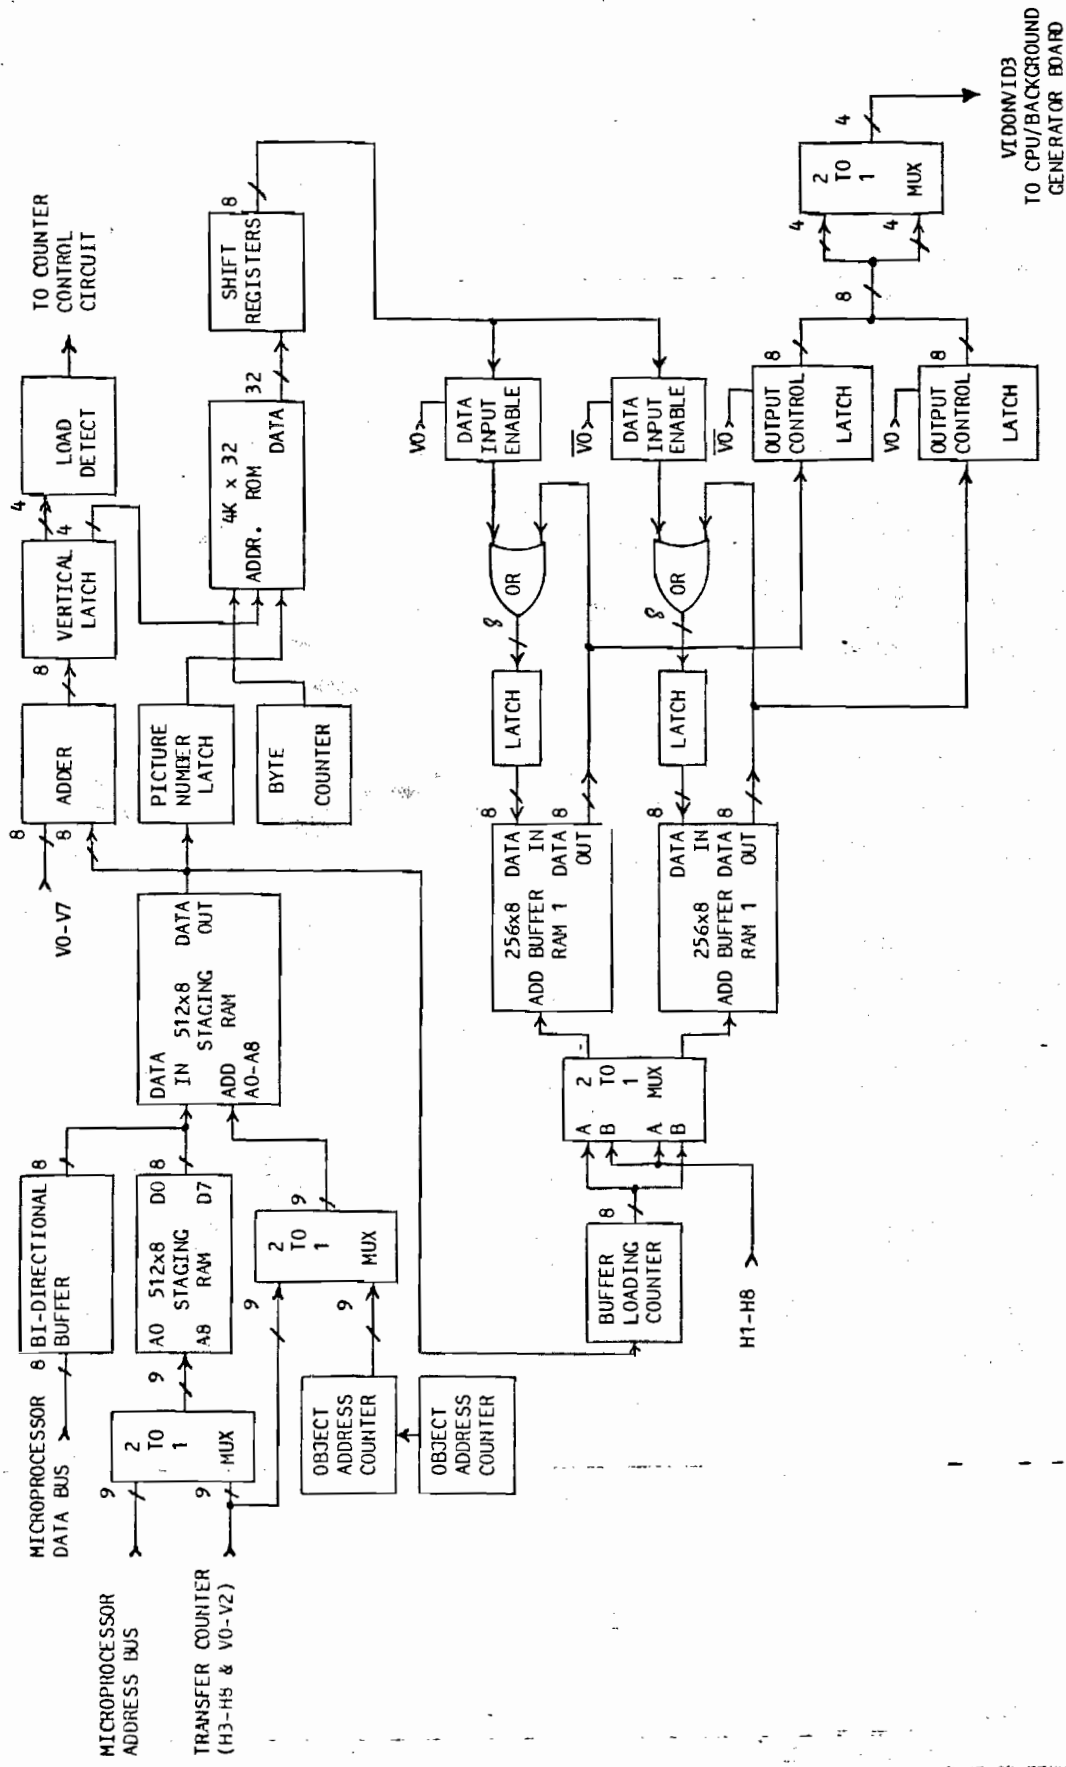 MICROPROCESSOR
DATA BUS
8
BI-DIRECTIONAL
BUFFER
8
MICROPROCESSOR
ADDRESS BUS
9
TRANSFER COUNTER
(H3-H8 & V0-V2)
9
2
TO
1
MUX
9
A0 512x8 D0
STAGING
A8 RAM D7
8
9
2
TO
1
MUX
9
9
OBJECT
ADDRESS
COUNTER
OBJECT
ADDRESS
COUNTER
DATA
IN 512x8 DATA
STAGING OUT
ADD RAM
A0-A8
V0-V7
8
8
ADDER
8
VERTICAL
LATCH
4
4
LOAD
DETECT
TO COUNTER
CONTROL
CIRCUIT
PICTURE
NUMBER
LATCH
BYTE
COUNTER
4K x 32
ADDR. ROM
DATA
32
SHIFT
REGISTERS
8
BUFFER
LOADING
COUNTER
8
H1-H8
A 2
B TO
1
A MUX
B
256x8 DATA
IN
ADD BUFFER DATA
RAM 1 OUT
8
8
LATCH
8
OR
V0
DATA
INPUT
ENABLE
256x8 DATA
IN
ADD BUFFER DATA
RAM 1 OUT
8
8
LATCH
8
OR
V0
DATA
INPUT
ENABLE
V0
OUTPUT
CONTROL
LATCH
8
V0
OUTPUT
CONTROL
LATCH
8
8
4
4
2
TO
1
MUX
4
VIDONVID3
TO CPU/BACKGROUND
GENERATOR BOARD